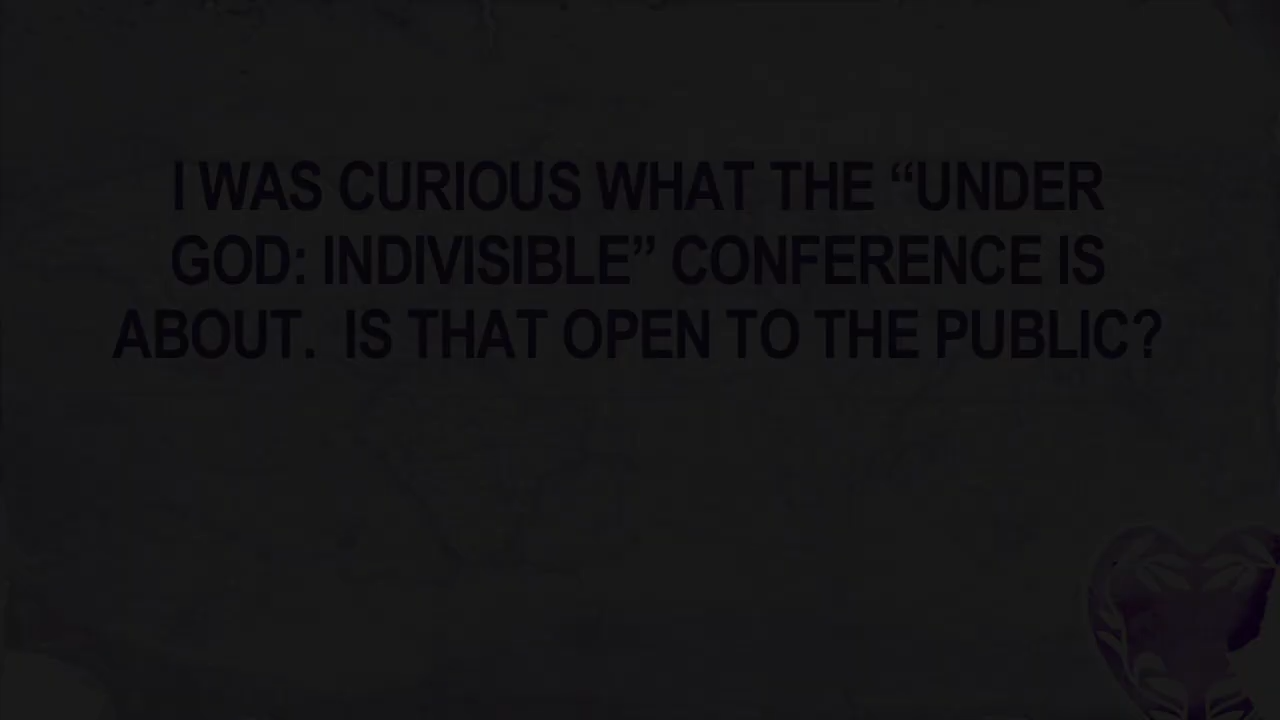 I WAS CURIOUS WHAT THE “UNDER
GOD: INDIVISIBLE” CONFERENCE IS
ABOUT.  IS THAT OPEN TO THE PUBLIC?